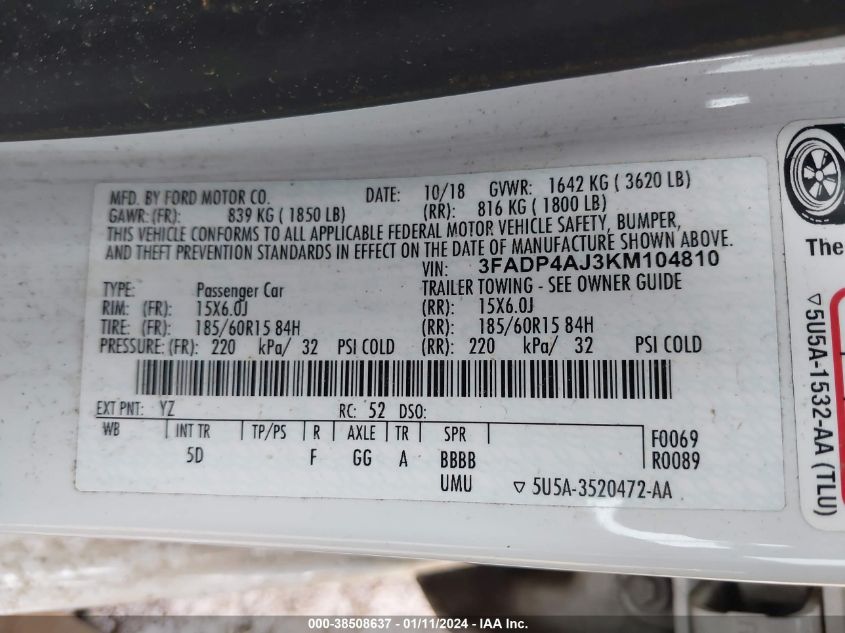 MFD. BY FORD MOTOR CO. DATE: 10/18 GVWR: 1642 KG ( 3620 LB)
GAWR: (FR): 839 KG ( 1850 LB) (RR): 816 KG ( 1800 LB)
THIS VEHICLE CONFORMS TO ALL APPLICABLE FEDERAL MOTOR VEHICLE SAFETY, BUMPER,
AND THEFT PREVENTION STANDARDS IN EFFECT ON THE DATE OF MANUFACTURE SHOWN ABOVE.
VIN: 3FADP4AJ3KM104810
TYPE: Passenger Car TRAILER TOWING - SEE OWNER GUIDE
RIM: (FR): 15X6.0J (RR): 15X6.0J
TIRE: (FR): 185/60R15 84H (RR): 185/60R15 84H
PRESSURE: (FR): 220 kPa/ 32 PSI COLD (RR): 220 kPa/ 32 PSI COLD
EXT PNT: YZ RC: 52 DSO:
WB INT TR TP/PS R AXLE TR SPR F0069
5D F GG A BBBB R0089
UMU ▽ 5U5A-3520472-AA
The
▽5U5A-1532-AA (TLU)
000-38508637 - 01/11/2024 - IAA Inc.